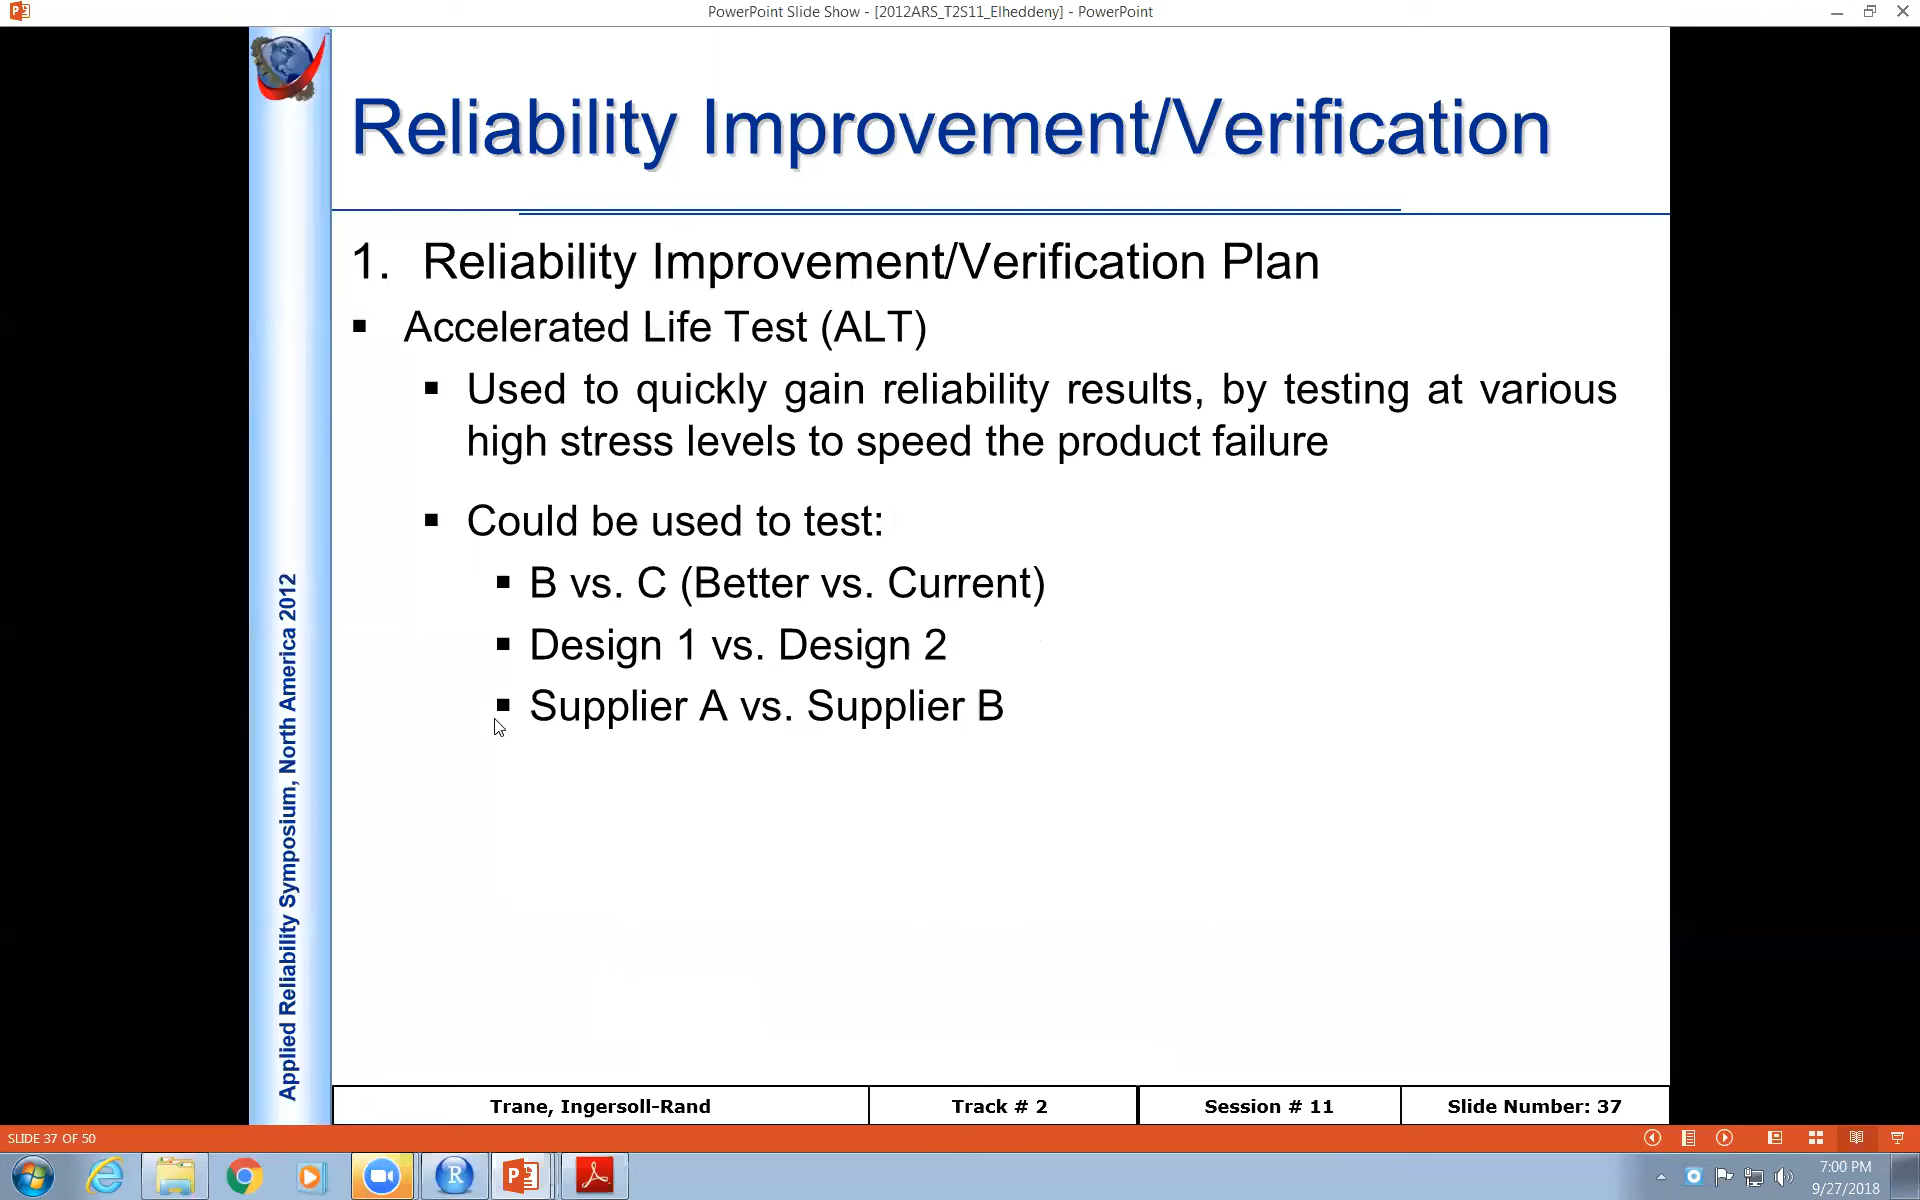 PowerPoint Slide Show - [2012ARS_T2S11_Elheddeny] - PowerPoint
Reliability Improvement/Verification
1. Reliability Improvement/Verification Plan
▪ Accelerated Life Test (ALT)
▪ Used to quickly gain reliability results, by testing at various
high stress levels to speed the product failure
▪ Could be used to test:
▪ B vs. C (Better vs. Current)
▪ Design 1 vs. Design 2
▪ Supplier A vs. Supplier B
Applied Reliability Symposium, North America 2012
Trane, Ingersoll-Rand
Track # 2
Session # 11
Slide Number: 37
SLIDE 37 OF 50
7:00 PM
9/27/2018